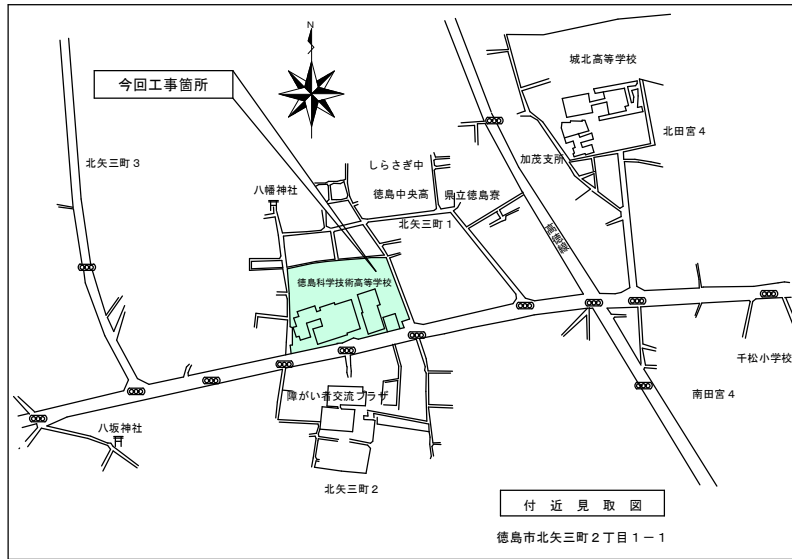 N
城北高等学校
今回工事箇所
北田宮4
しらさぎ中
加茂支所
北矢三町3
八幡神社
徳島中央高
県立徳島寮
北矢三町1
高徳線
徳島科学技術高等学校
千松小学校
障がい者交流プラザ
南田宮4
八坂神社
北矢三町2
付近見取図
徳島市北矢三町2丁目1-1